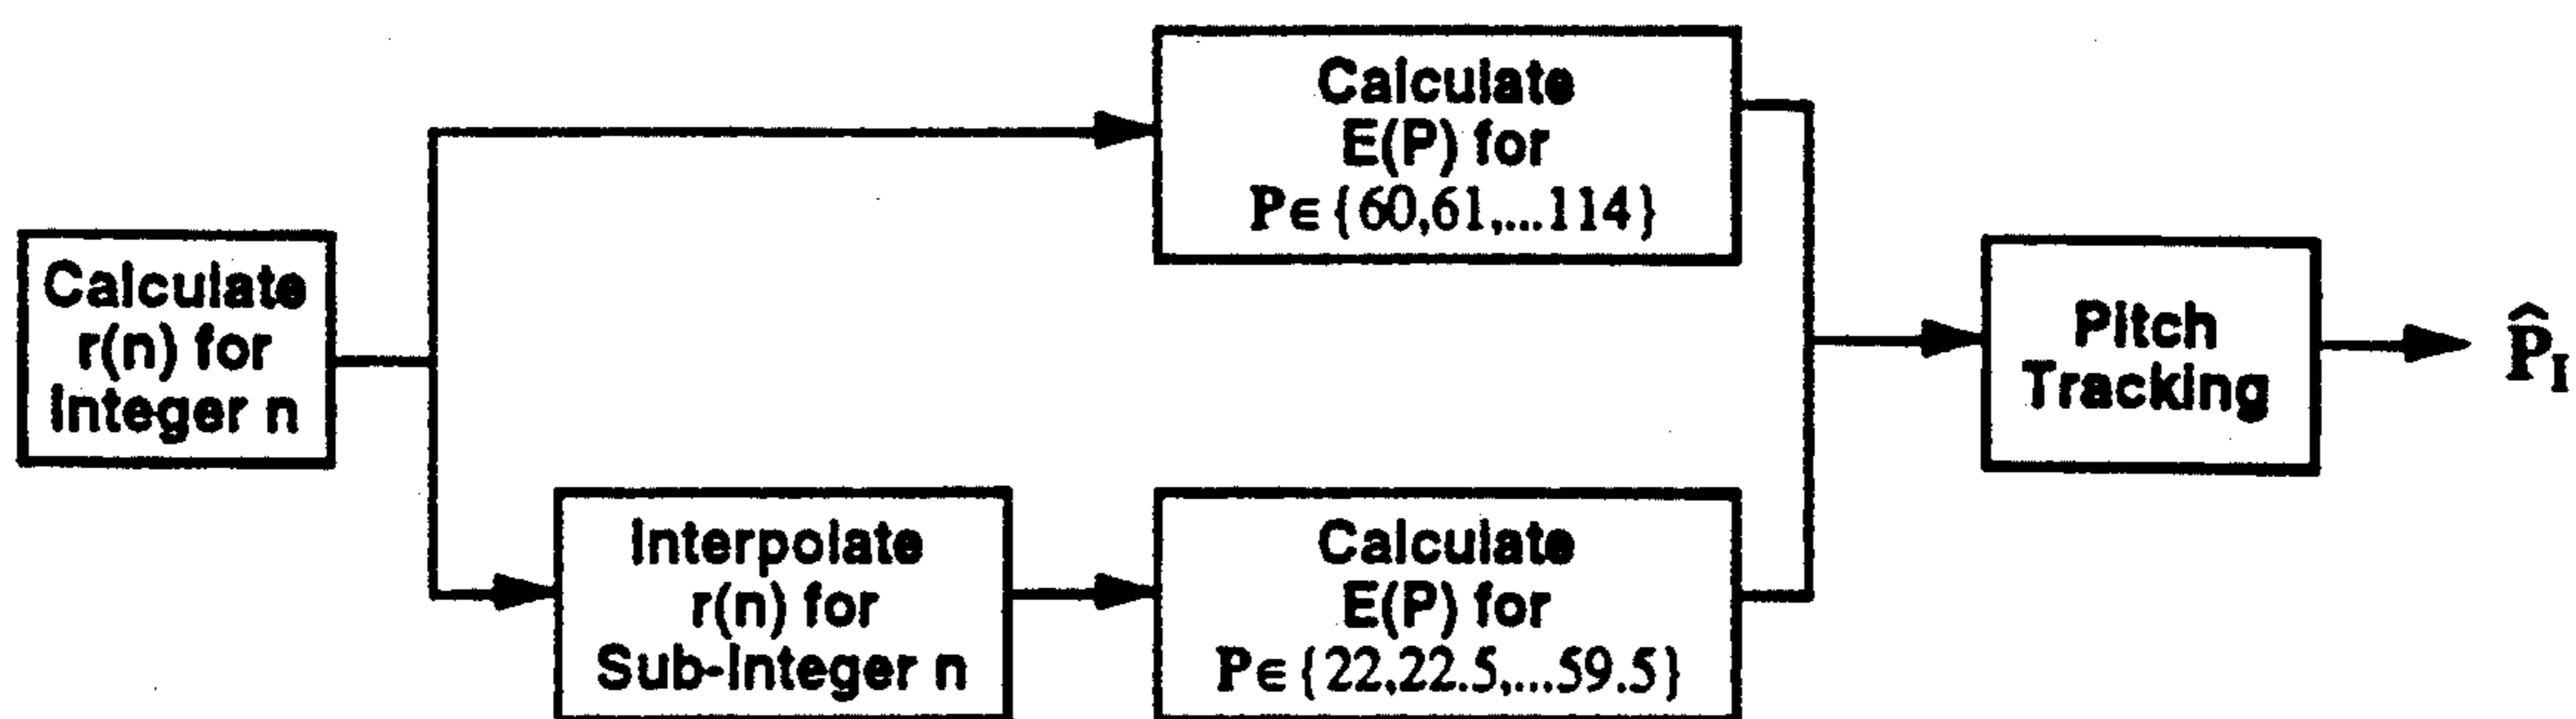 Calculate
r(n) for
Integer n
Calculate
E(P) for
P∈{60,61,...114}
Interpolate
r(n) for
Sub-Integer n
Calculate
E(P) for
P∈{22,22.5,...59.5}
Pitch
Tracking
P̂_I